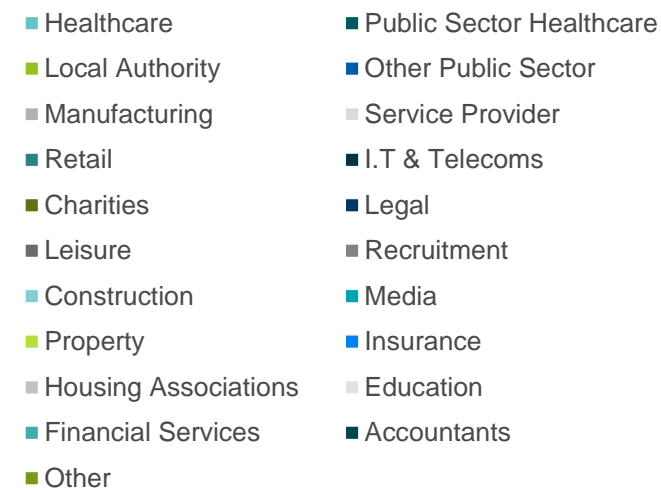 Healthcare Public Sector Healthcare
Local Authority Other Public Sector
Manufacturing Service Provider
Retail I.T & Telecoms
Charities Legal
Leisure Recruitment
Construction Media
Property Insurance
Housing Associations Education
Financial Services Accountants
Other